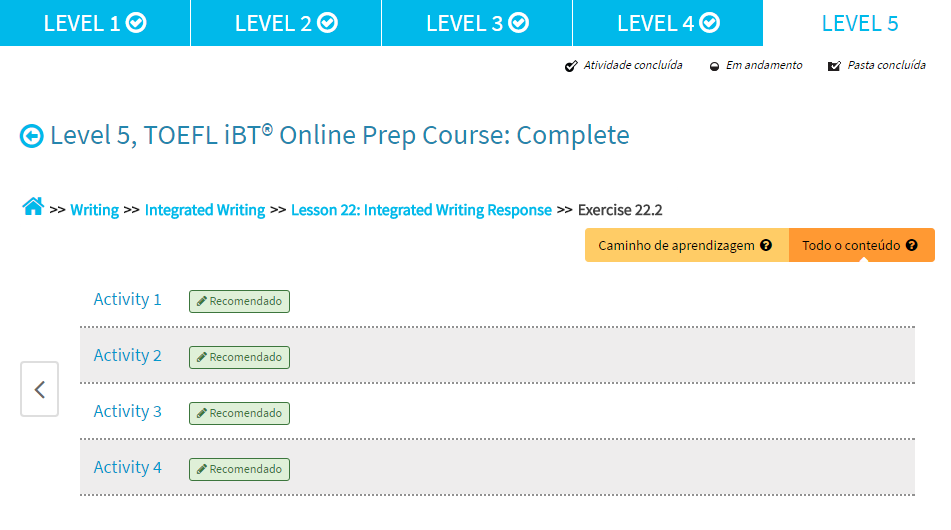 LEVEL 1 LEVEL 2 LEVEL 3 LEVEL 4 LEVEL 5
Atividade concluída Em andamento Pasta concluída
Level 5, TOEFL iBT® Online Prep Course: Complete
>> Writing >> Integrated Writing >> Lesson 22: Integrated Writing Response >> Exercise 22.2
Caminho de aprendizagem ? Todo o conteúdo ?
Activity 1 Recomendado
Activity 2 Recomendado
Activity 3 Recomendado
Activity 4 Recomendado